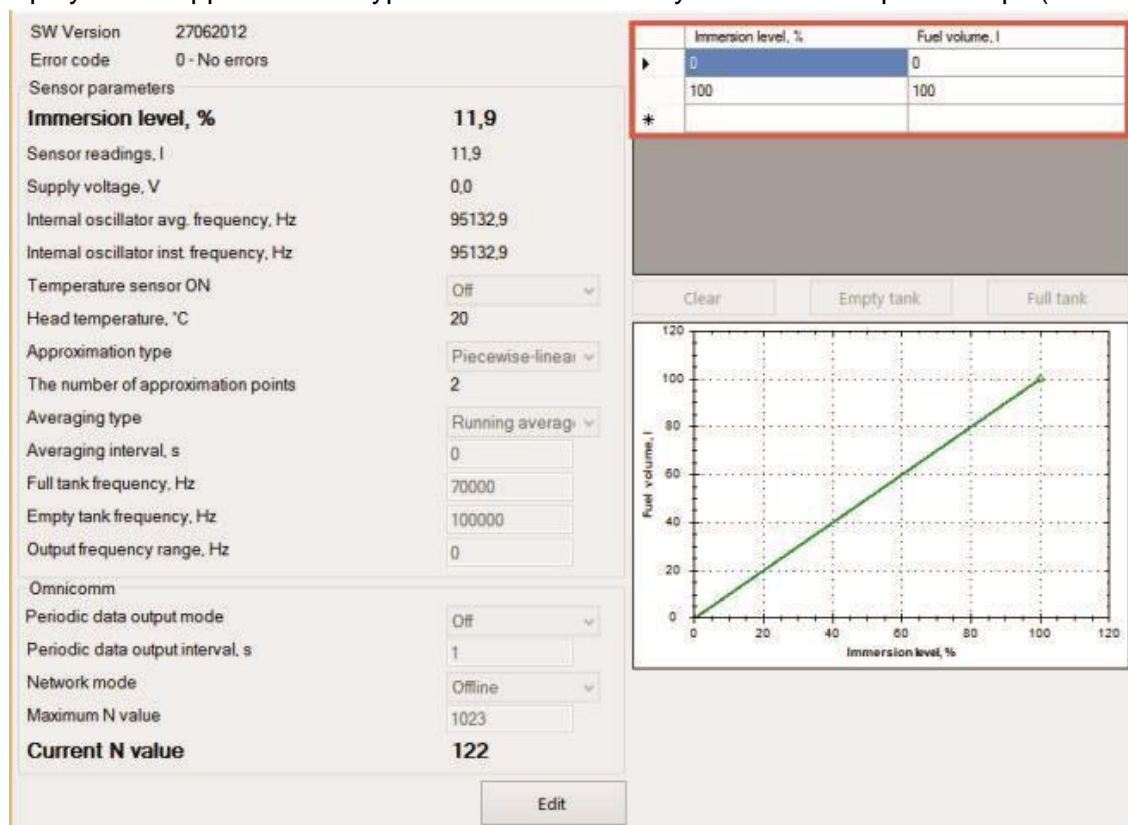 SW Version 27062012
Error code 0 - No errors
Sensor parameters
Immersion level, % 11,9
Sensor readings, l 11,9
Supply voltage, V 0,0
Internal oscillator avg. frequency, Hz 95132,9
Internal oscillator inst. frequency, Hz 95132,9
Temperature sensor ON Off
Head temperature, °C 20
Approximation type Piecewise-linear
The number of approximation points 2
Averaging type Running averag
Averaging interval, s 0
Full tank frequency, Hz 70000
Empty tank frequency, Hz 100000
Output frequency range, Hz 0
Omnicomm
Periodic data output mode Off
Periodic data output interval, s 1
Network mode Offline
Maximum N value 1023
Current N value 122
Edit
Immersion level, % Fuel volume, l
0 0
100 100
Clear Empty tank Full tank
120
100
80
60
40
20
0
Fuel volume, l
0 20 40 60 80 100 120
Immersion level, %